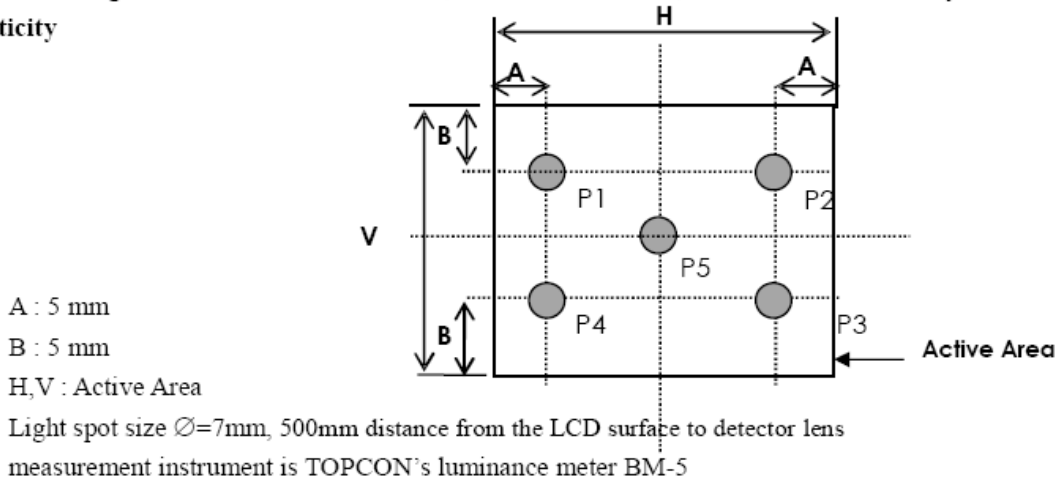 ticity
H
A A
B
P1 P2
V
P5
A : 5 mm
P4 P3
B : 5 mm
B
Active Area
H,V : Active Area
Light spot size ∅=7mm, 500mm distance from the LCD surface to detector lens
measurement instrument is TOPCON’s luminance meter BM-5